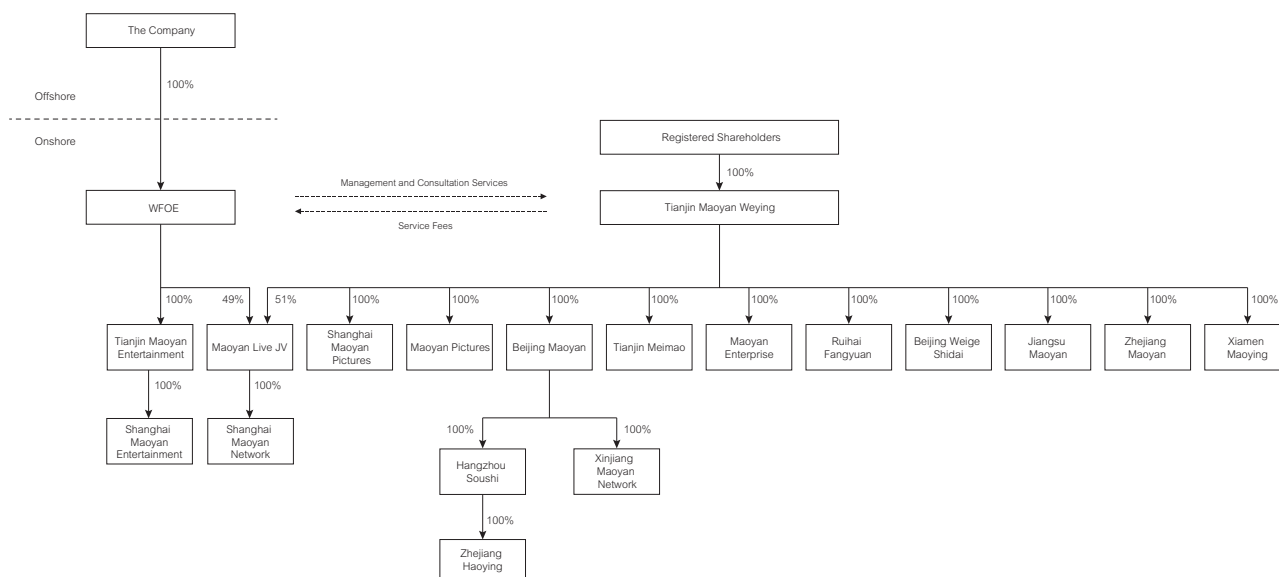 The Company
100%
Offshore
Onshore
Registered Shareholders
100%
Management and Consultation Services
WFOE
Tianjin Maoyan Weying
Service Fees
100%
49%
51%
100%
100%
100%
100%
100%
100%
100%
100%
100%
100%
Tianjin Maoyan
Entertainment
Maoyan Live JV
Shanghai
Maoyan
Pictures
Maoyan Pictures
Beijing Maoyan
Tianjin Meimao
Maoyan
Enterprise
Ruihai
Fangyuan
Beijing Weige
Shidai
Jiangsu
Maoyan
Zhejiang
Maoyan
Xiamen
Maoying
100%
100%
Shanghai
Maoyan
Entertainment
Shanghai
Maoyan
Network
100%
100%
Hangzhou
Soushi
Xinjiang
Maoyan
Network
100%
Zhejiang
Haoying